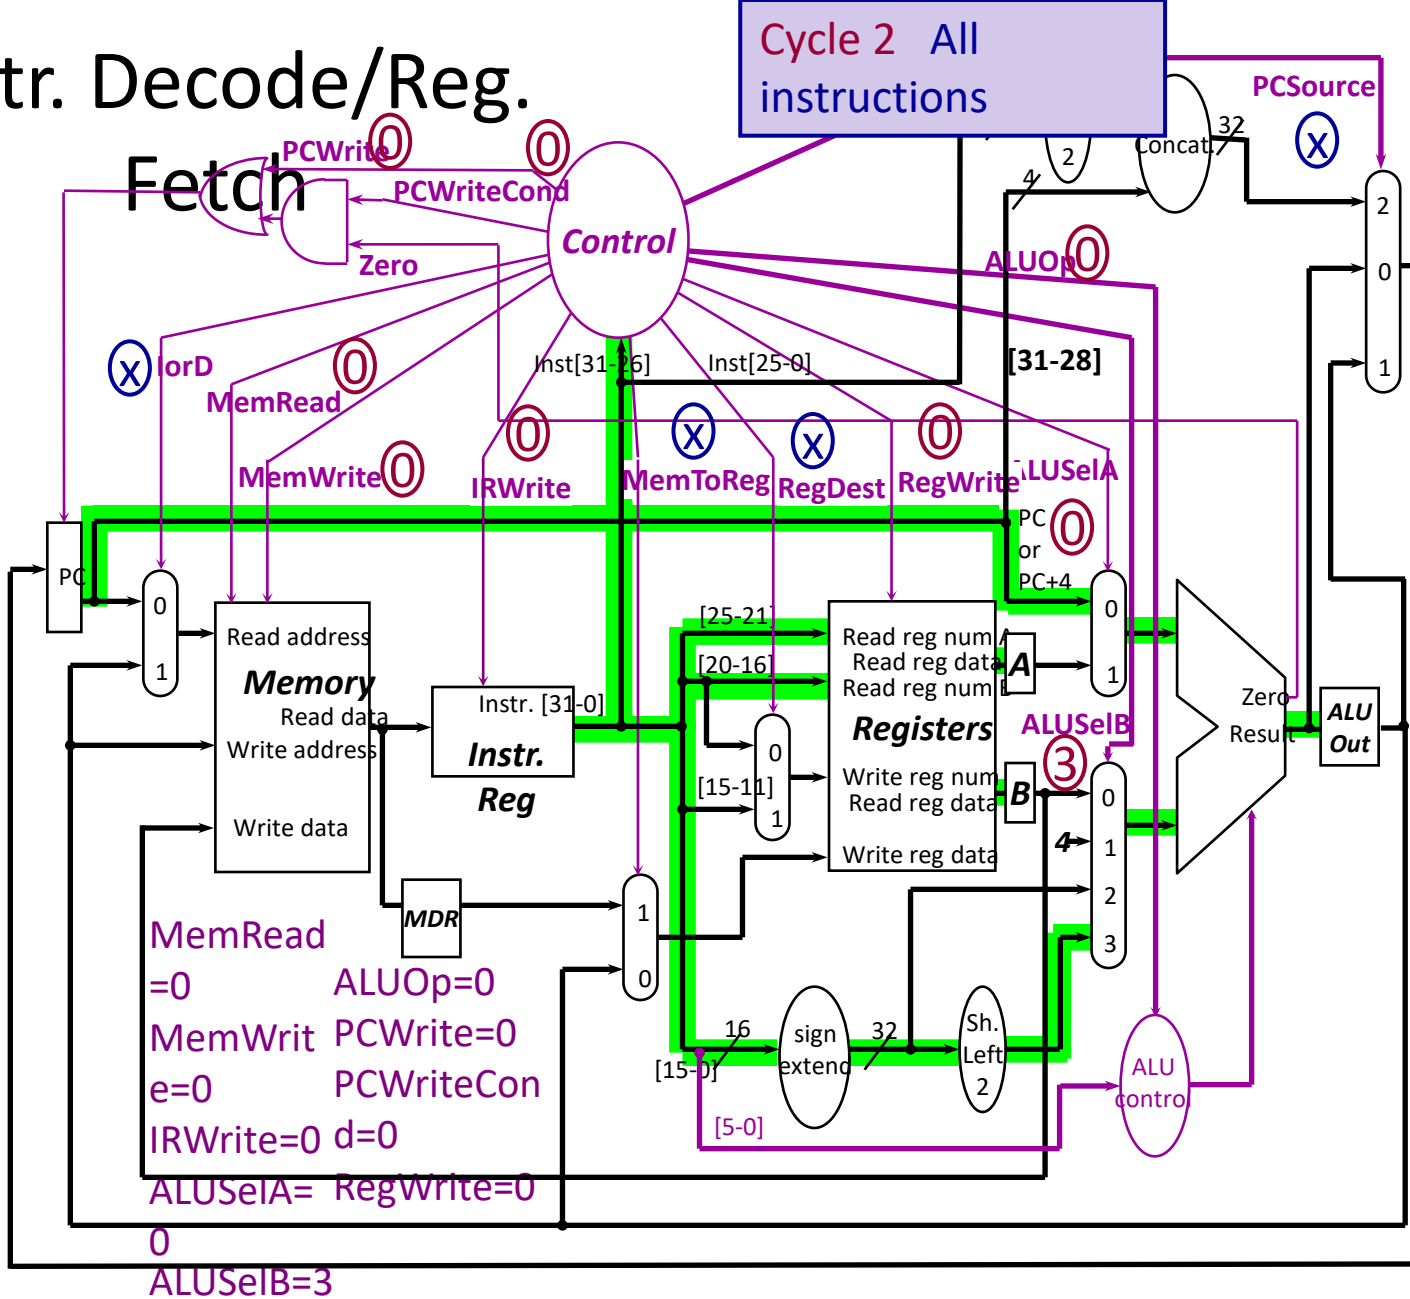 Cycle 2 All
instructions
tr. Decode/Reg.
Fetch
PCSource
x
32
Concat.
2
4
PCWrite
0
0
PCWriteCond
Control
Zero
ALUOp
0
2
0
1
x
IorD
0
MemRead
Inst[31-26]
Inst[25-0]
[31-28]
MemWrite
0
0
IRWrite
x
MemToReg
x
RegDest
0
RegWrite
LUSelA
0
PC
or
PC+4
PC
0
1
Read address
Memory
Read data
Write address
Write data
Instr. [31-0]
Instr.
Reg
[25-21]
[20-16]
[15-11]
0
1
Read reg num A
Read reg data
Read reg num B
Registers
Write reg num
Read reg data
Write reg data
A
B
0
1
ALUSelB
3
0
4
1
2
3
Zero
Result
ALU
Out
MDR
1
0
16
[15-0]
sign
extend
32
Sh.
Left
2
ALU
control
[5-0]
MemRead
=0
MemWrit
e=0
IRWrite=0
ALUSelA=
0
ALUSelB=3
ALUOp=0
PCWrite=0
PCWriteCon
d=0
RegWrite=0